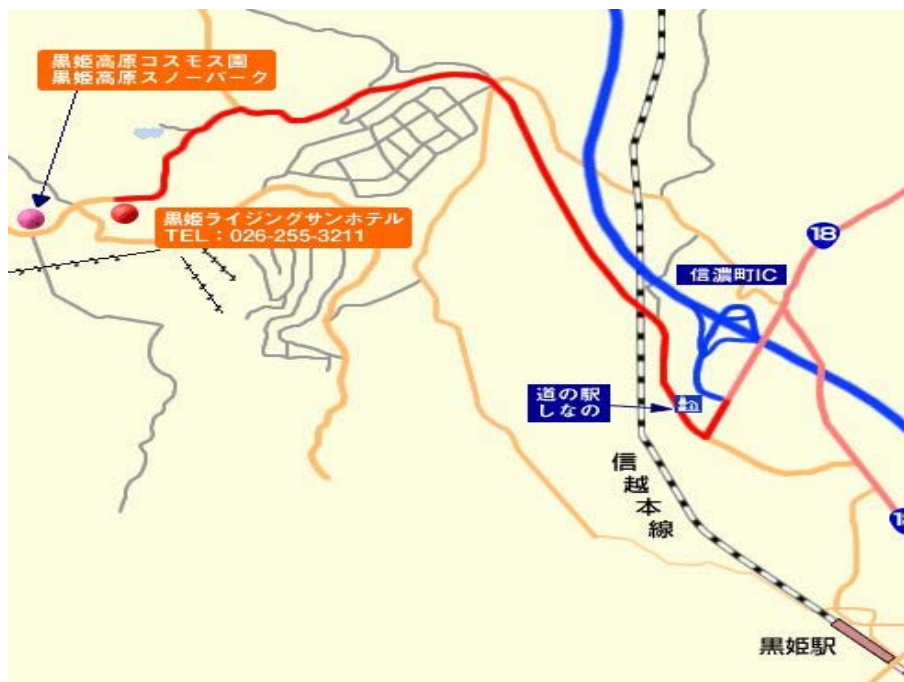 黒姫高原コスモス園
黒姫高原スノーパーク
黒姫ライジングサンホテル
TEL：026-255-3211
18
信濃町IC
道の駅
しなの
信越本線
18
黒姫駅